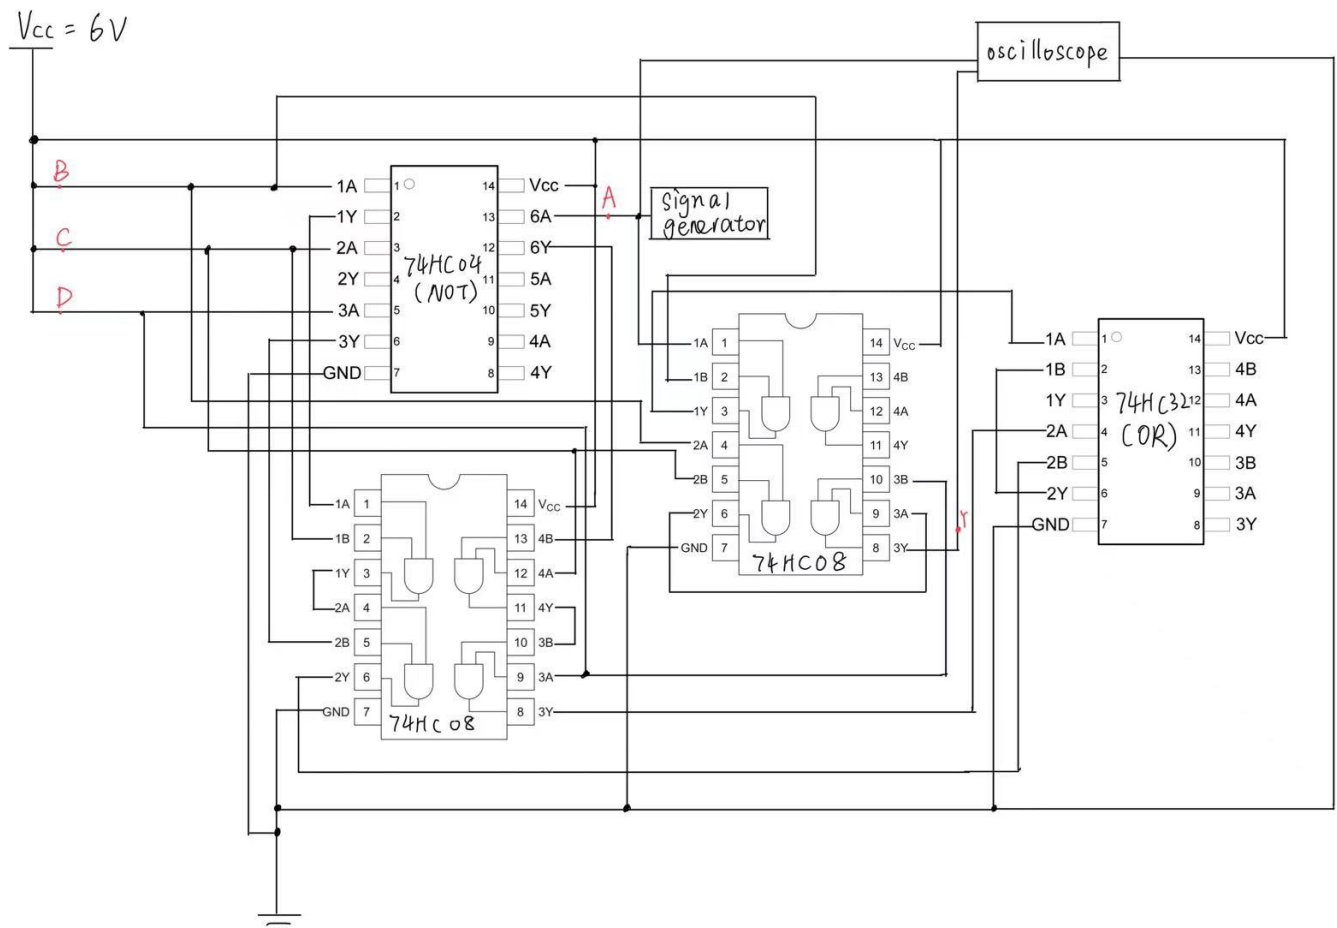 Vcc = 6V
oscilloscope
B
C
D
A
signal
generator
1A 1 14 Vcc
1Y 2 13 6A
2A 3 12 6Y
2Y 4 11 5A
3A 5 10 5Y
3Y 6 9 4A
GND 7 8 4Y
74HC04
(NOT)
1A 1 14 VCC
1B 2 13 4B
1Y 3 12 4A
2A 4 11 4Y
2B 5 10 3B
2Y 6 9 3A
GND 7 8 3Y
74HC08
Y
1A 1 14 Vcc
1B 2 13 4B
1Y 3 12 4A
2A 4 11 4Y
2B 5 10 3B
2Y 6 9 3A
GND 7 8 3Y
74HC32
(OR)
1A 1 14 VCC
1B 2 13 4B
1Y 3 12 4A
2A 4 11 4Y
2B 5 10 3B
2Y 6 9 3A
GND 7 8 3Y
74HC08